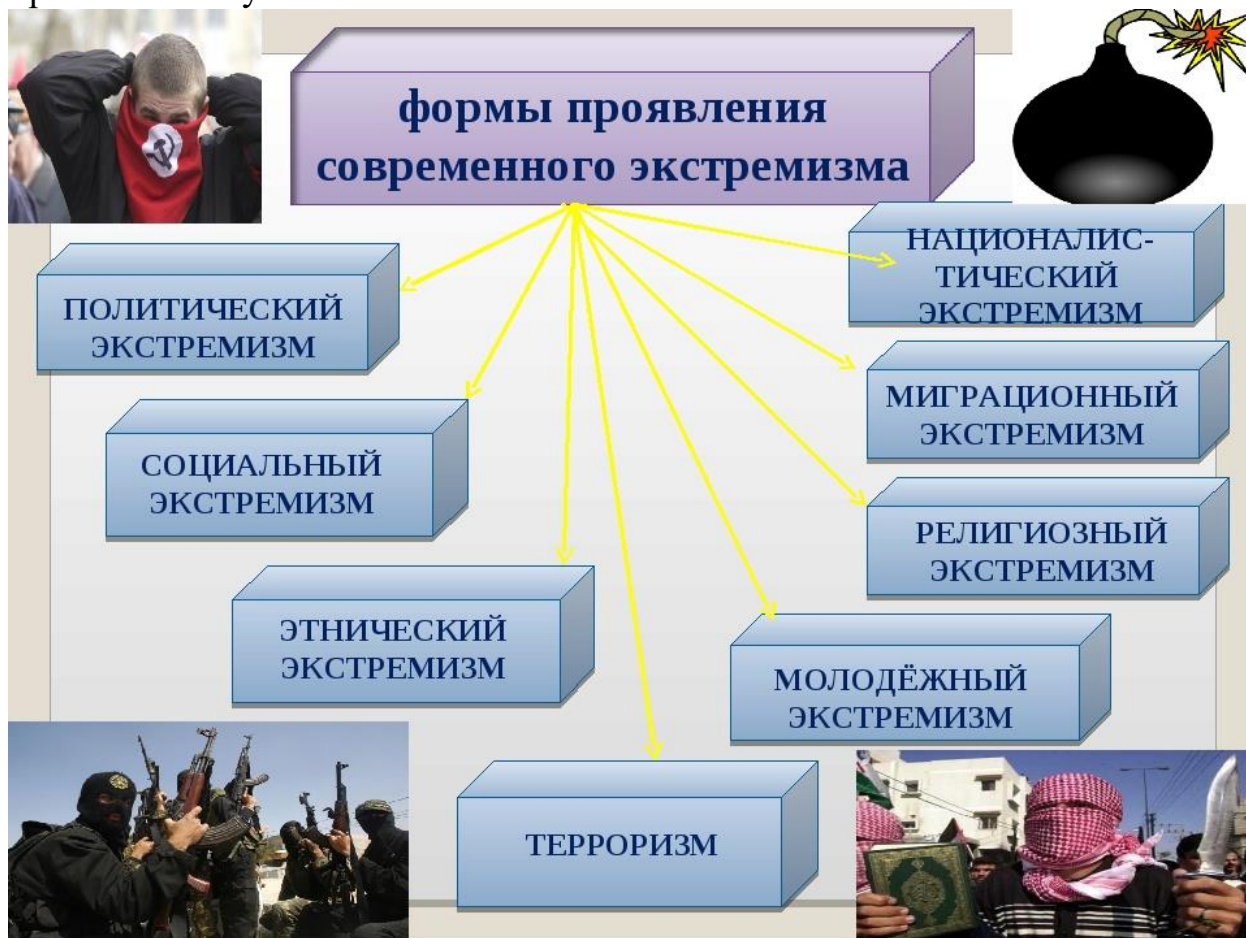 формы проявления
современного экстремизма
НАЦИОНАЛИС-
ТИЧЕСКИЙ
ЭКСТРЕМИЗМ
ПОЛИТИЧЕСКИЙ
ЭКСТРЕМИЗМ
МИГРАЦИОННЫЙ
ЭКСТРЕМИЗМ
СОЦИАЛЬНЫЙ
ЭКСТРЕМИЗМ
РЕЛИГИОЗНЫЙ
ЭКСТРЕМИЗМ
ЭТНИЧЕСКИЙ
ЭКСТРЕМИЗМ
МОЛОДЁЖНЫЙ
ЭКСТРЕМИЗМ
ТЕРРОРИЗМ